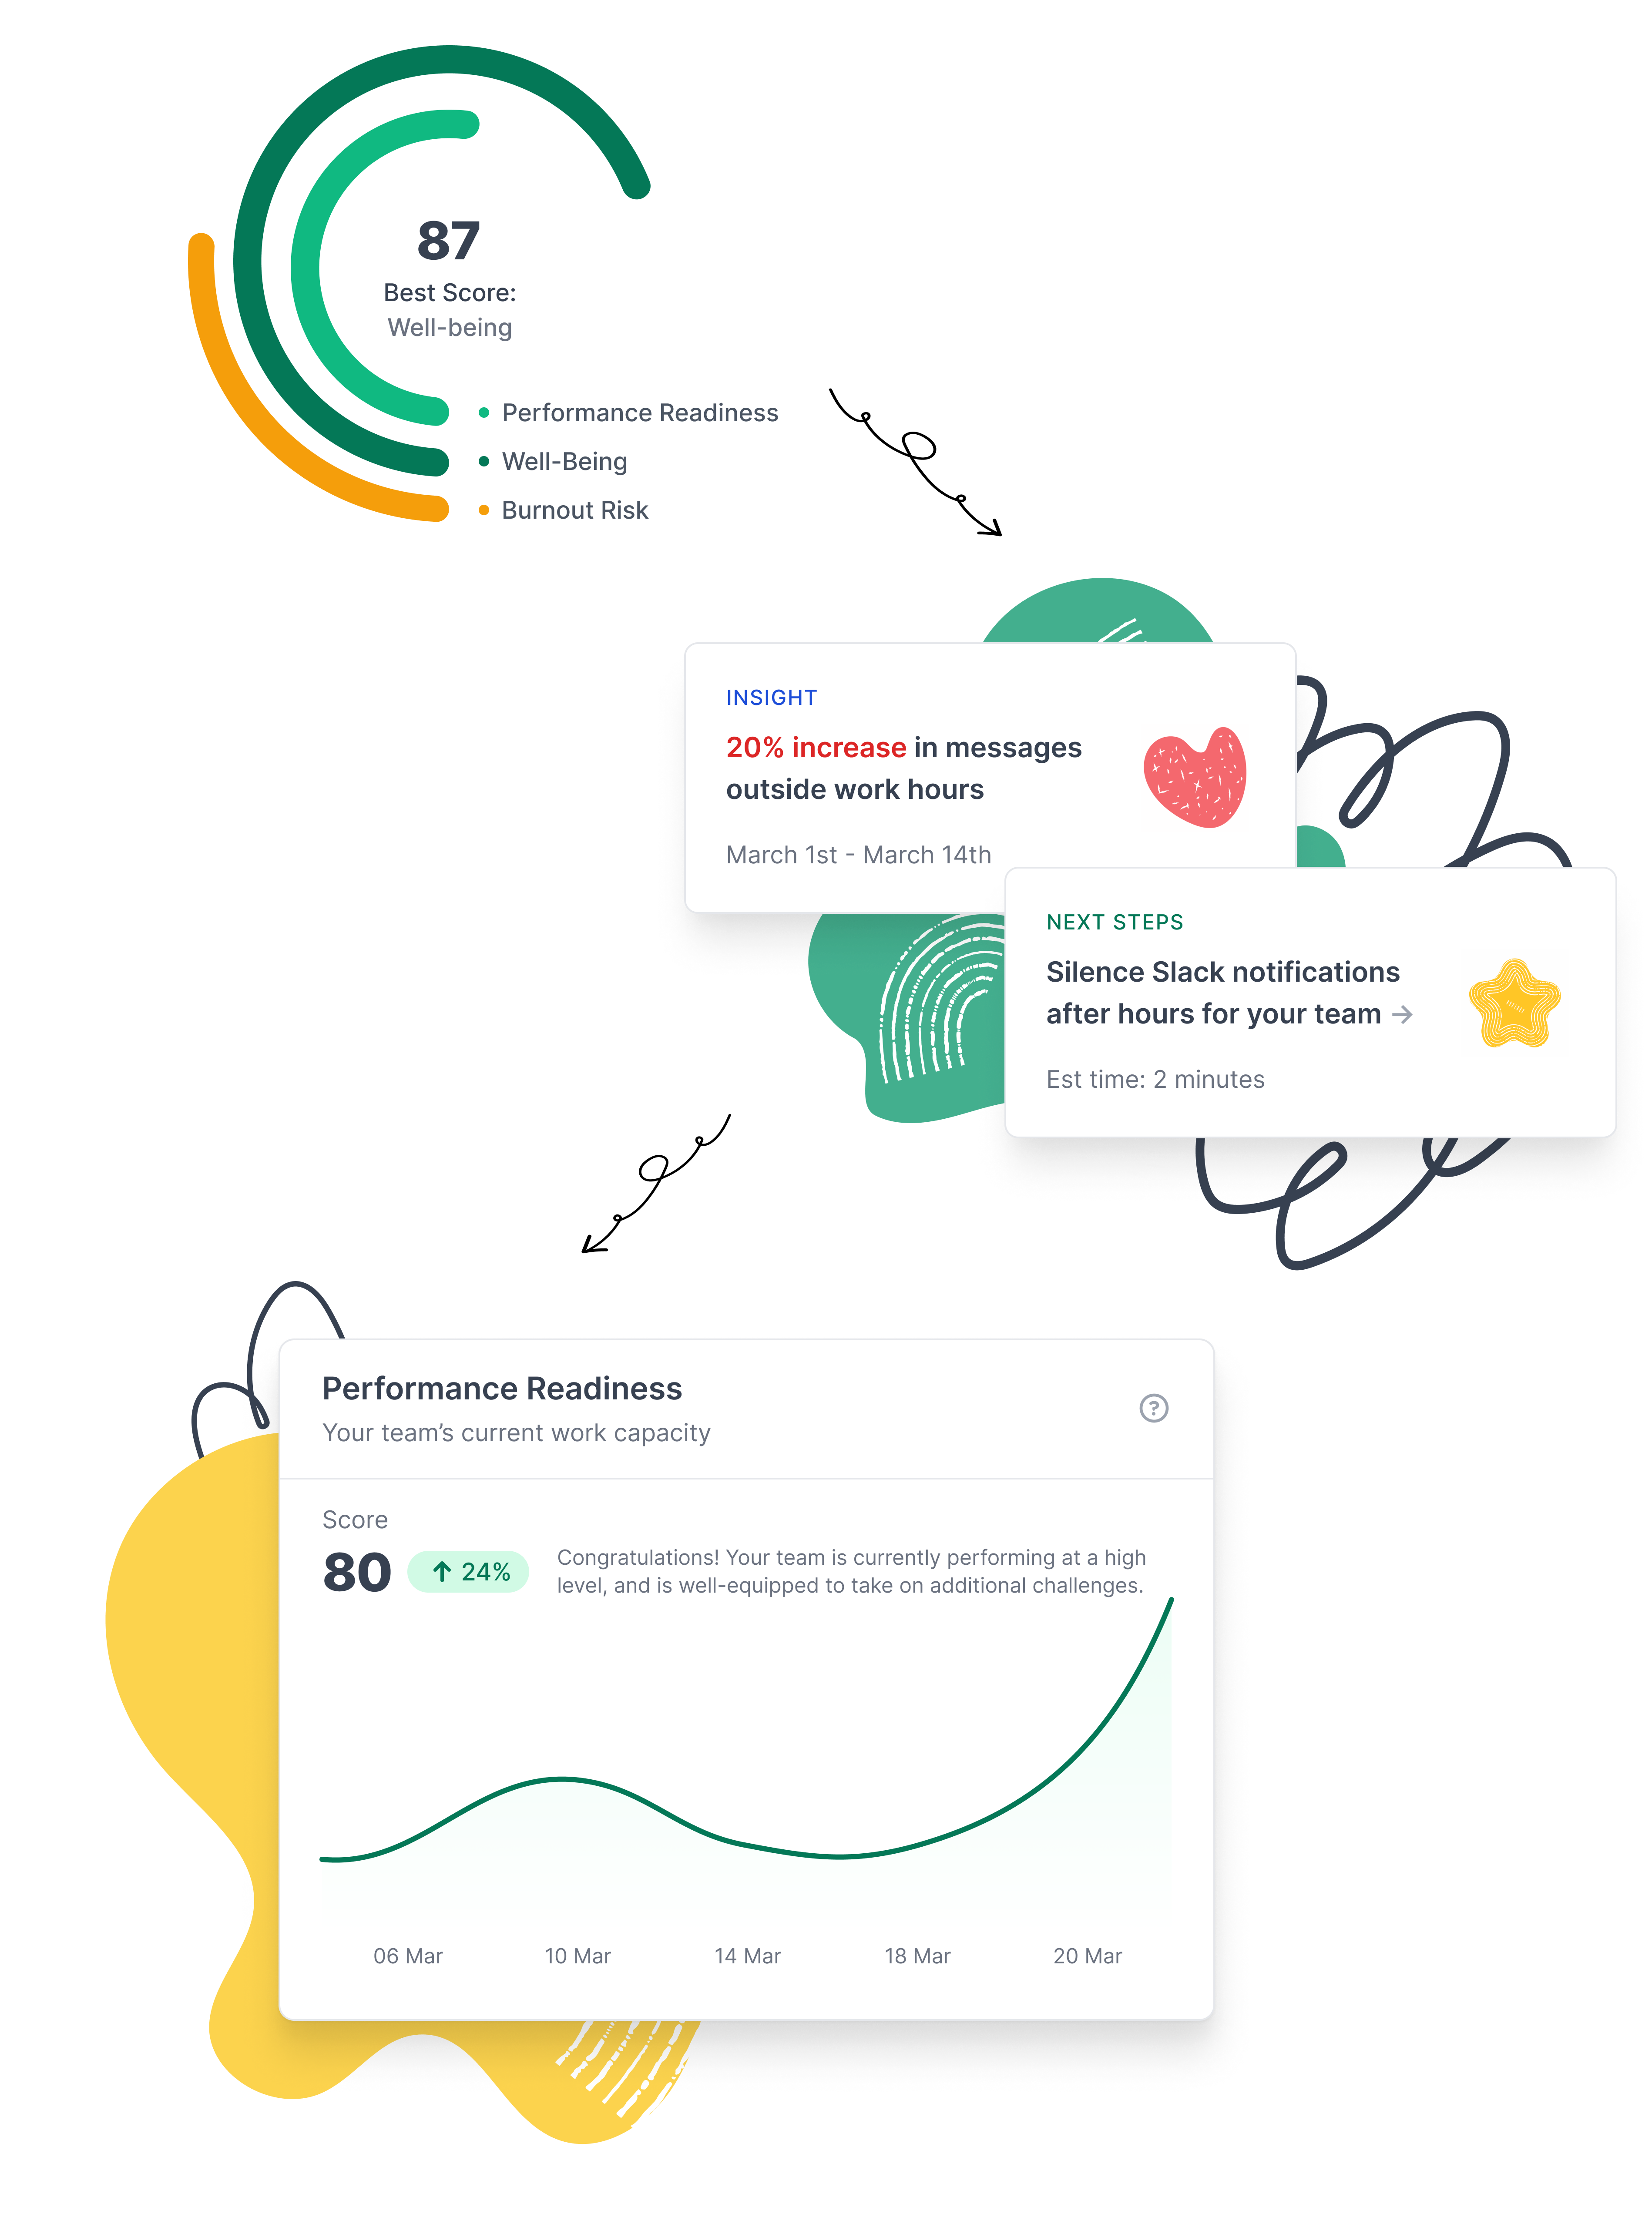 87
Best Score:
Well-being
Performance Readiness
Well-Being
Burnout Risk
INSIGHT
20% increase in messages
outside work hours
March 1st - March 14th
NEXT STEPS
Silence Slack notifications
after hours for your team →
Est time: 2 minutes
Performance Readiness
Your team’s current work capacity
?
Score
80
↑ 24%
Congratulations! Your team is currently performing at a high
level, and is well-equipped to take on additional challenges.
06 Mar 10 Mar 14 Mar 18 Mar 20 Mar